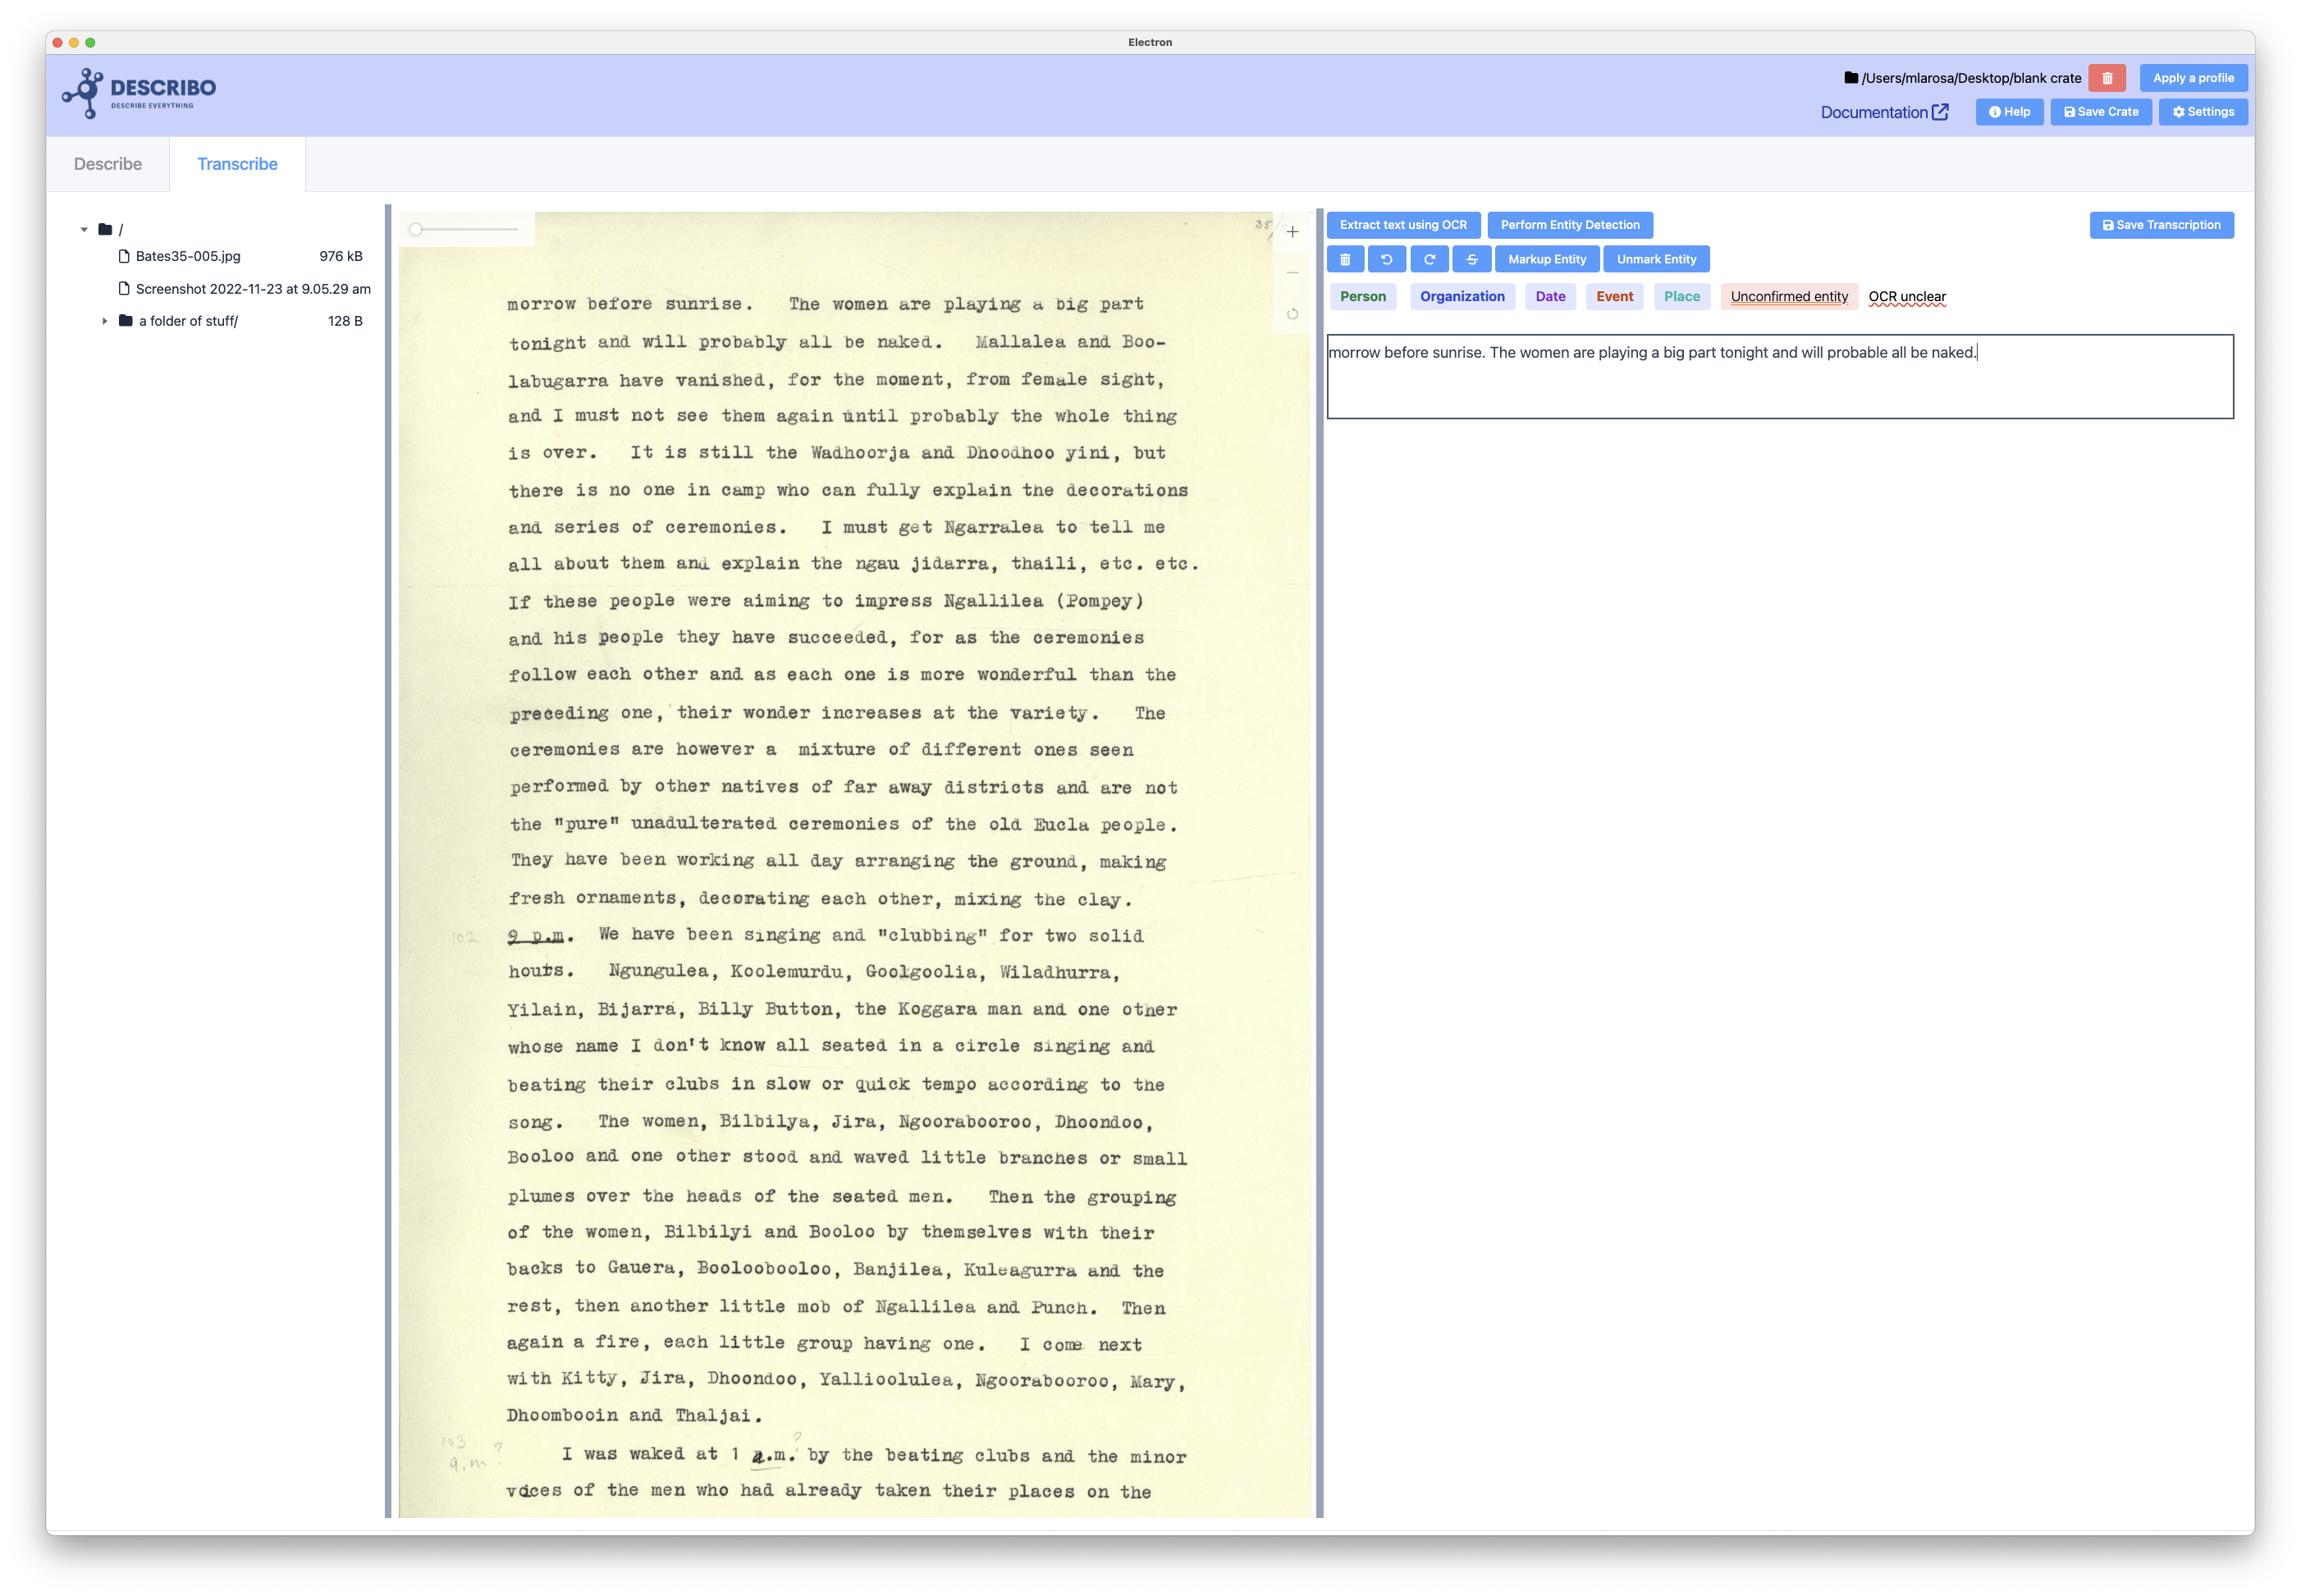 Electron
DESCRIBO
DESCRIBE EVERYTHING
/Users/mlarosa/Desktop/blank crate
Apply a profile
Documentation
Help
Save Crate
Settings
Describe
Transcribe
/
Bates35-005.jpg 976 kB
Screenshot 2022-11-23 at 9.05.29 am
a folder of stuff/ 128 B
35/
morrow before sunrise. The women are playing a big part
tonight and will probably all be naked. Mallalea and Boo-
labugarra have vanished, for the moment, from female sight,
and I must not see them again until probably the whole thing
is over. It is still the Wadhoorja and Dhoodhoo yini, but
there is no one in camp who can fully explain the decorations
and series of ceremonies. I must get Ngarralea to tell me
all about them and explain the ngau jidarra, thaili, etc. etc.
If these people were aiming to impress Ngallilea (Pompey)
and his people they have succeeded, for as the ceremonies
follow each other and as each one is more wonderful than the
preceding one, their wonder increases at the variety. The
ceremonies are however a mixture of different ones seen
performed by other natives of far away districts and are not
the "pure" unadulterated ceremonies of the old Eucla people.
They have been working all day arranging the ground, making
fresh ornaments, decorating each other, mixing the clay.
102 9 p.m. We have been singing and "clubbing" for two solid
hours. Ngungulea, Koolemurdu, Goolgoolia, Wiladhurra,
Yilain, Bijarra, Billy Button, the Koggara man and one other
whose name I don't know all seated in a circle singing and
beating their clubs in slow or quick tempo according to the
song. The women, Bilbilya, Jira, Ngoorabooroo, Dhoondoo,
Booloo and one other stood and waved little branches or small
plumes over the heads of the seated men. Then the grouping
of the women, Bilbilyi and Booloo by themselves with their
backs to Gauera, Booloobooloo, Banjilea, Kuleagurra and the
rest, then another little mob of Ngallilea and Punch. Then
again a fire, each little group having one. I come next
with Kitty, Jira, Dhoondoo, Yallioolulea, Ngoorabooroo, Mary,
Dhoombooin and Thaljai.
103 ? ?
a.m I was waked at 1 a.m. by the beating clubs and the minor
voices of the men who had already taken their places on the
Extract text using OCR
Perform Entity Detection
Save Transcription
Markup Entity
Unmark Entity
Person
Organization
Date
Event
Place
Unconfirmed entity
OCR unclear
morrow before sunrise. The women are playing a big part tonight and will probable all be naked.